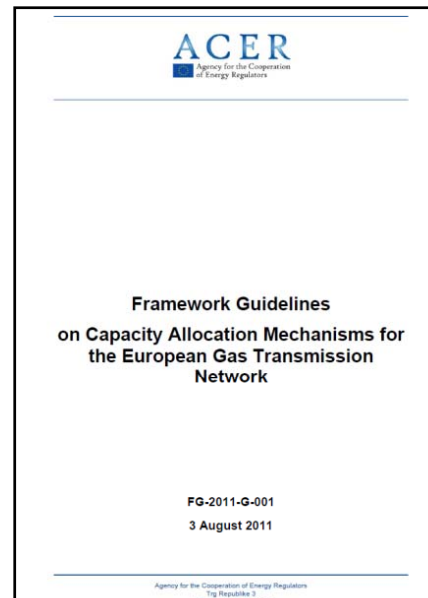 ACER
Agency for the Cooperation
of Energy Regulators
Framework Guidelines
on Capacity Allocation Mechanisms for
the European Gas Transmission
Network
FG-2011-G-001
3 August 2011
Agency for the Cooperation of Energy Regulators
Trg Republike 3